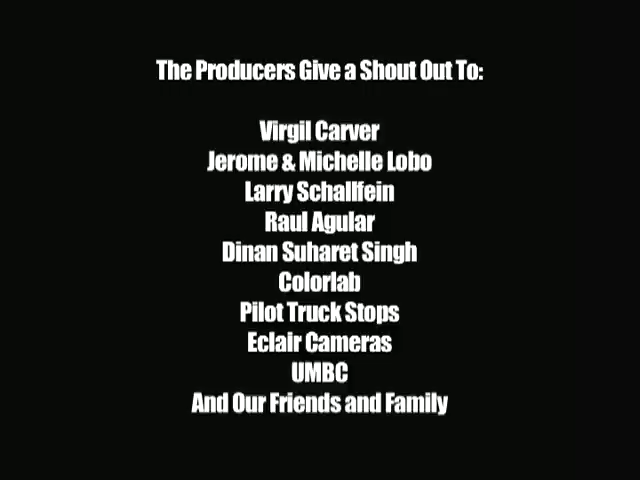 The Producers Give a Shout Out To:
Virgil Carver
Jerome & Michelle Lobo
Larry Schallfein
Raul Agular
Dinan Suharet Singh
Colorlab
Pilot Truck Stops
Eclair Cameras
UMBC
And Our Friends and Family